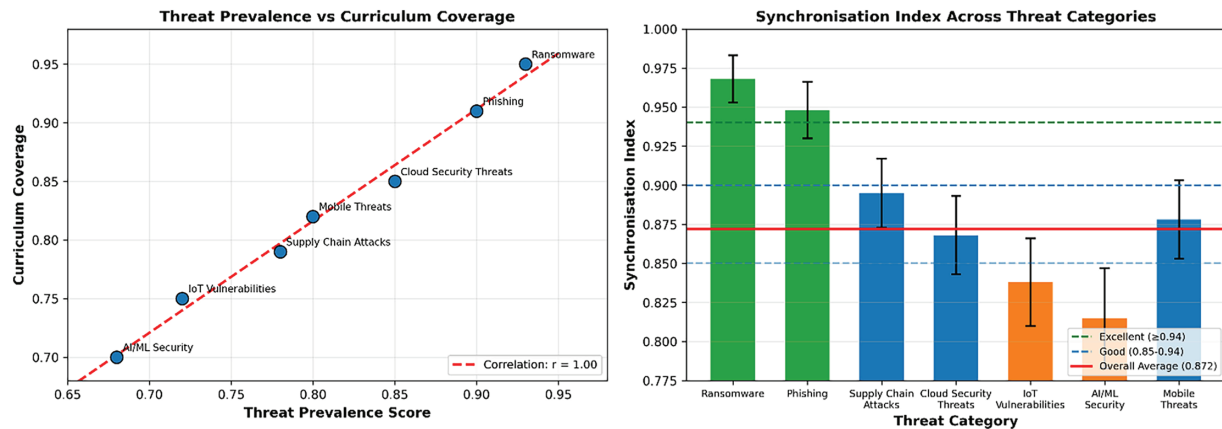 Threat Prevalence vs Curriculum Coverage
Curriculum Coverage
0.95
0.90
0.85
0.80
0.75
0.70
Ransomware
Phishing
Cloud Security Threats
Mobile Threats
Supply Chain Attacks
IoT Vulnerabilities
AI/ML Security
Correlation: r = 1.00
0.65
0.70
0.75
0.80
0.85
0.90
0.95
Threat Prevalence Score
Synchronisation Index Across Threat Categories
Synchronisation Index
1.000
0.975
0.950
0.925
0.900
0.875
0.850
0.825
0.800
0.775
Excellent (≥0.94)
Good (0.85-0.94)
Overall Average (0.872)
Ransomware
Phishing
Supply Chain
Attacks
Cloud Security
Threats
IoT
Vulnerabilities
AI/ML
Security
Mobile
Threats
Threat Category